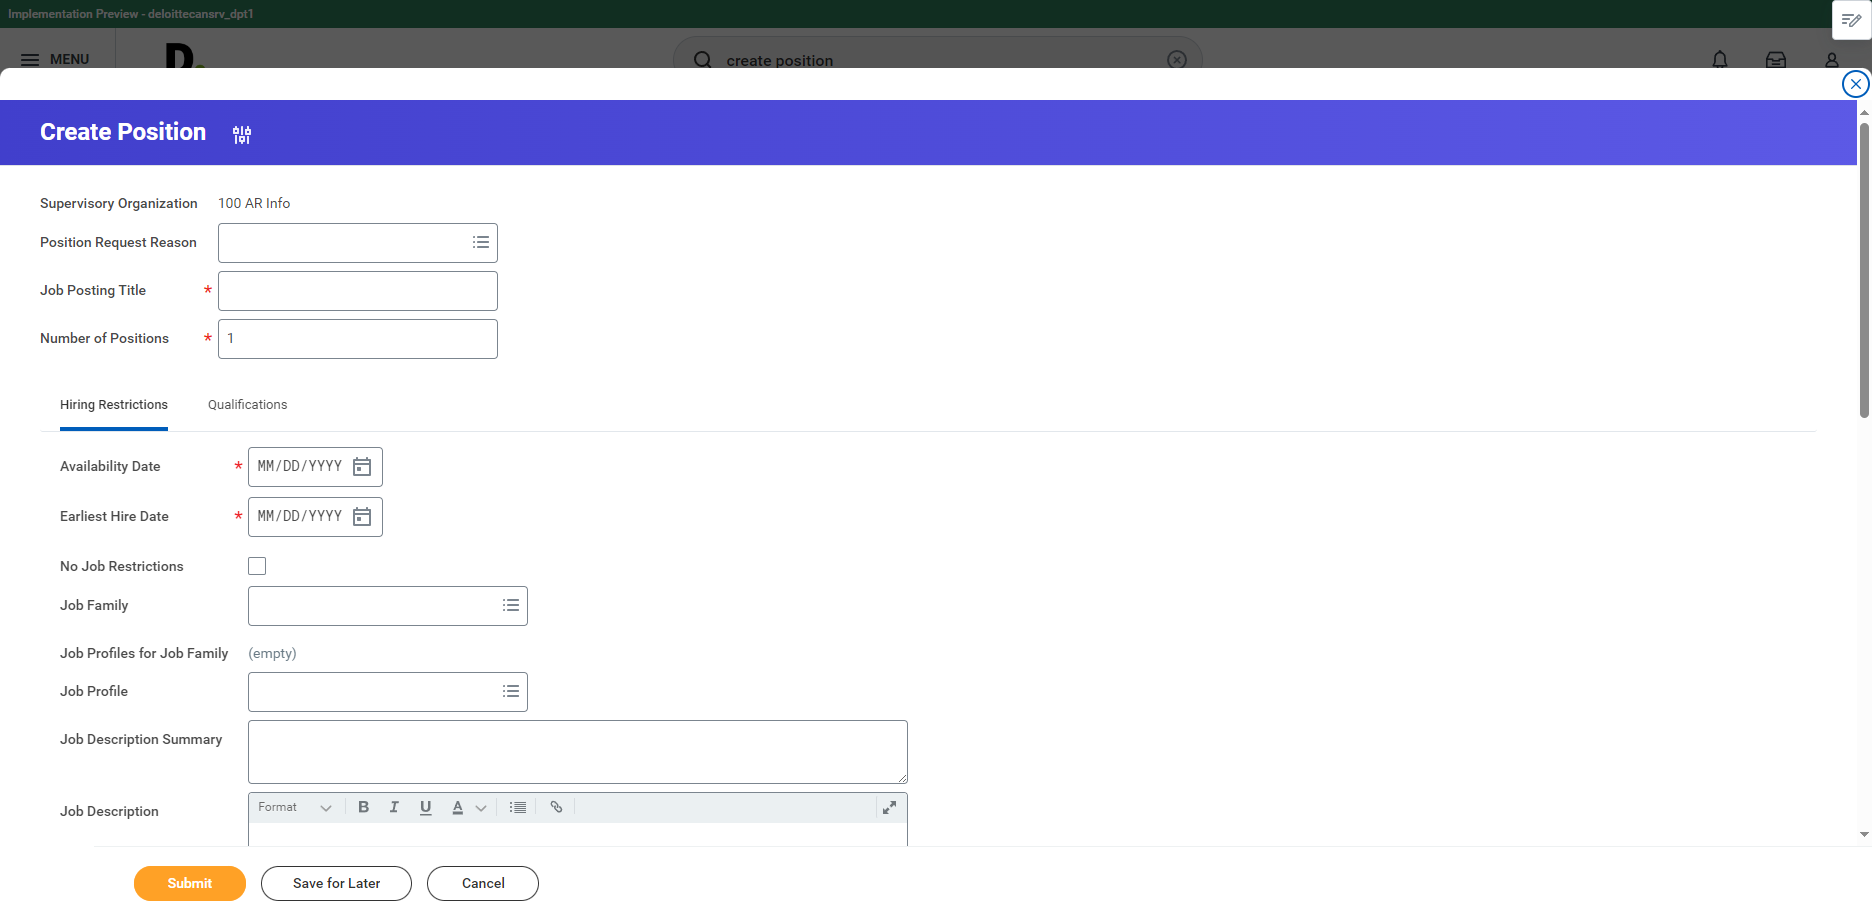 Implementation Preview - deloittecansrv_dpt1
MENU
D.
create position
Create Position
Supervisory Organization 100 AR Info
Position Request Reason
Job Posting Title *
Number of Positions * 1
Hiring Restrictions Qualifications
Availability Date * MM/DD/YYYY
Earliest Hire Date * MM/DD/YYYY
No Job Restrictions
Job Family
Job Profiles for Job Family (empty)
Job Profile
Job Description Summary
Job Description Format B I U A
Submit Save for Later Cancel